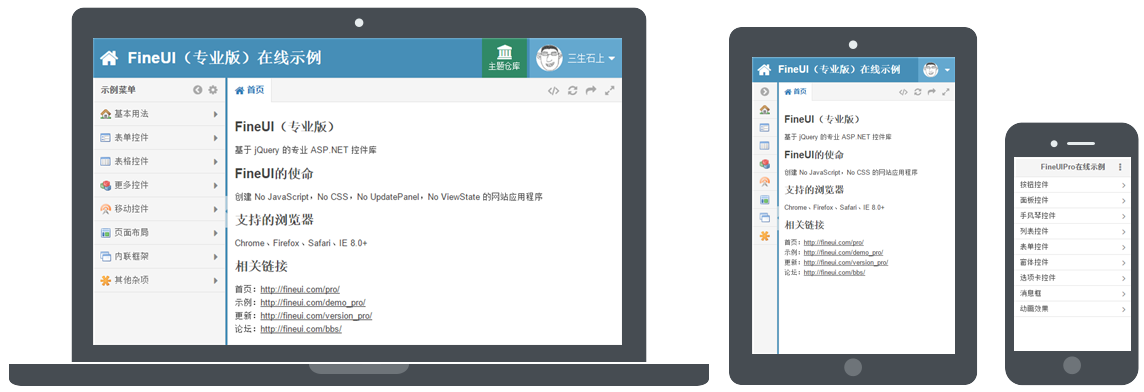 FineUI（专业版）在线示例
主题仓库
三生石上
示例菜单
首页
基本用法
表单控件
表格控件
更多控件
移动控件
页面布局
内联框架
其他杂项
FineUI（专业版）
基于 jQuery 的专业 ASP.NET 控件库
FineUI的使命
创建 No JavaScript，No CSS，No UpdatePanel，No ViewState 的网站应用程序
支持的浏览器
Chrome、Firefox、Safari、IE 8.0+
相关链接
首页：http://fineui.com/pro/
示例：http://fineui.com/demo_pro/
更新：http://fineui.com/version_pro/
论坛：http://fineui.com/bbs/
FineUI（专业版）在线示例
首页
FineUI（专业版）
基于 jQuery 的专业 ASP.NET 控件库
FineUI的使命
创建 No JavaScript，No CSS，No UpdatePanel，No ViewState 的网站应用程序
支持的浏览器
Chrome、Firefox、Safari、IE 8.0+
相关链接
首页：http://fineui.com/pro/
示例：http://fineui.com/demo_pro/
更新：http://fineui.com/version_pro/
论坛：http://fineui.com/bbs/
FineUIPro在线示例
按钮控件
面板控件
手风琴控件
列表控件
表单控件
窗体控件
选项卡控件
消息框
动画效果